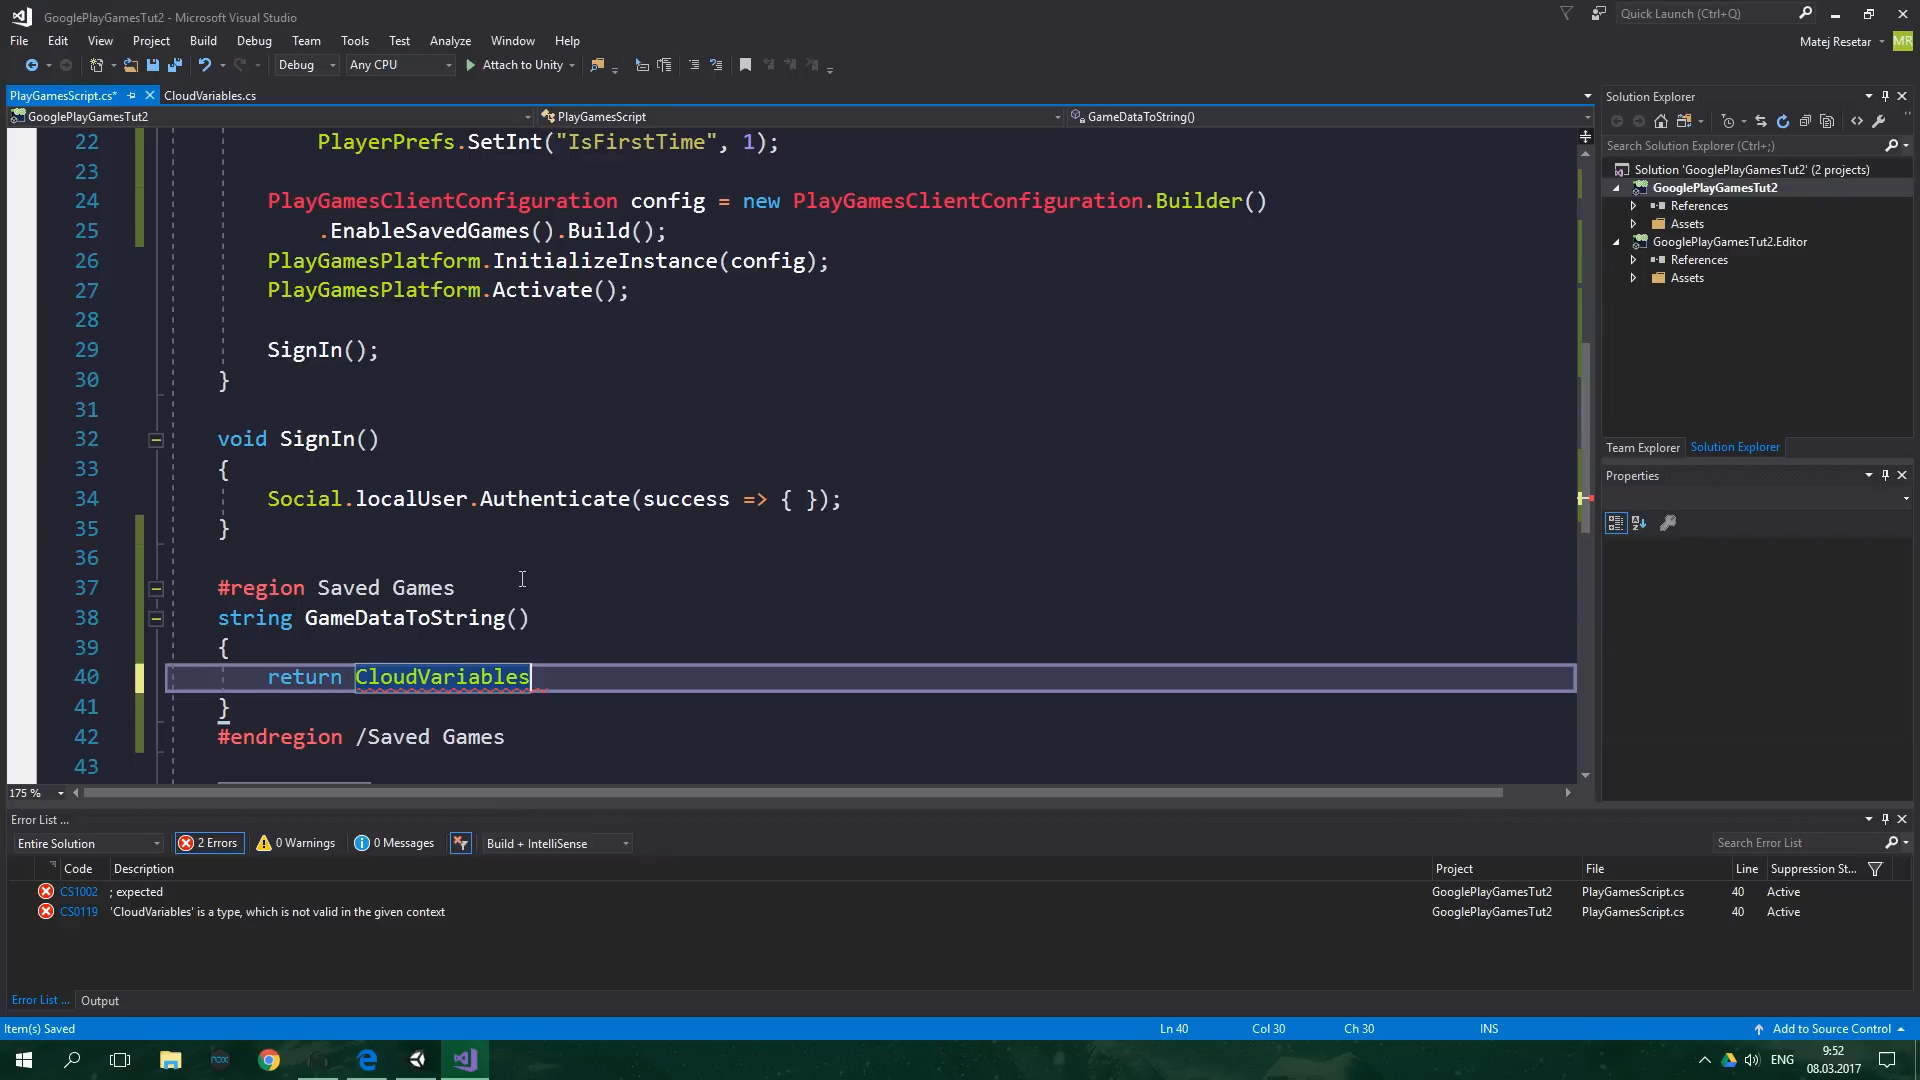 GooglePlayGamesTut2 - Microsoft Visual Studio
Quick Launch (Ctrl+Q)
File Edit View Project Build Debug Team Tools Test Analyze Window Help
Matej Resetar MR
Debug Any CPU Attach to Unity
PlayGamesScript.cs* CloudVariables.cs
GooglePlayGamesTut2 PlayGamesScript GameDataToString()
22 PlayerPrefs.SetInt("IsFirstTime", 1);
23
24 PlayGamesClientConfiguration config = new PlayGamesClientConfiguration.Builder()
25 .EnableSavedGames().Build();
26 PlayGamesPlatform.InitializeInstance(config);
27 PlayGamesPlatform.Activate();
28
29 SignIn();
30 }
31
32 void SignIn()
33 {
34 Social.localUser.Authenticate(success => { });
35 }
36
37 #region Saved Games
38 string GameDataToString()
39 {
40 return CloudVariables
41 }
42 #endregion /Saved Games
43
175 %
Solution Explorer
Search Solution Explorer (Ctrl+;)
Solution 'GooglePlayGamesTut2' (2 projects)
GooglePlayGamesTut2
References
Assets
GooglePlayGamesTut2.Editor
References
Assets
Team Explorer Solution Explorer
Properties
Error List ...
Entire Solution 2 Errors 0 Warnings 0 Messages Build + IntelliSense Search Error List
Code Description Project File Line Suppression St...
CS1002 ; expected GooglePlayGamesTut2 PlayGamesScript.cs 40 Active
CS0119 'CloudVariables' is a type, which is not valid in the given context GooglePlayGamesTut2 PlayGamesScript.cs 40 Active
Error List ... Output
Item(s) Saved Ln 40 Col 30 Ch 30 INS Add to Source Control
nox ENG 9:52
08.03.2017